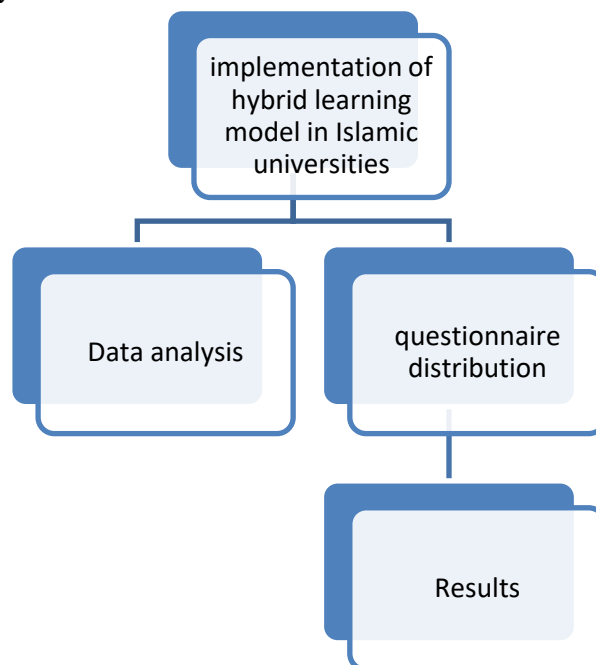 implementation of
hybrid learning
model in Islamic
universities
Data analysis
questionnaire
distribution
Results